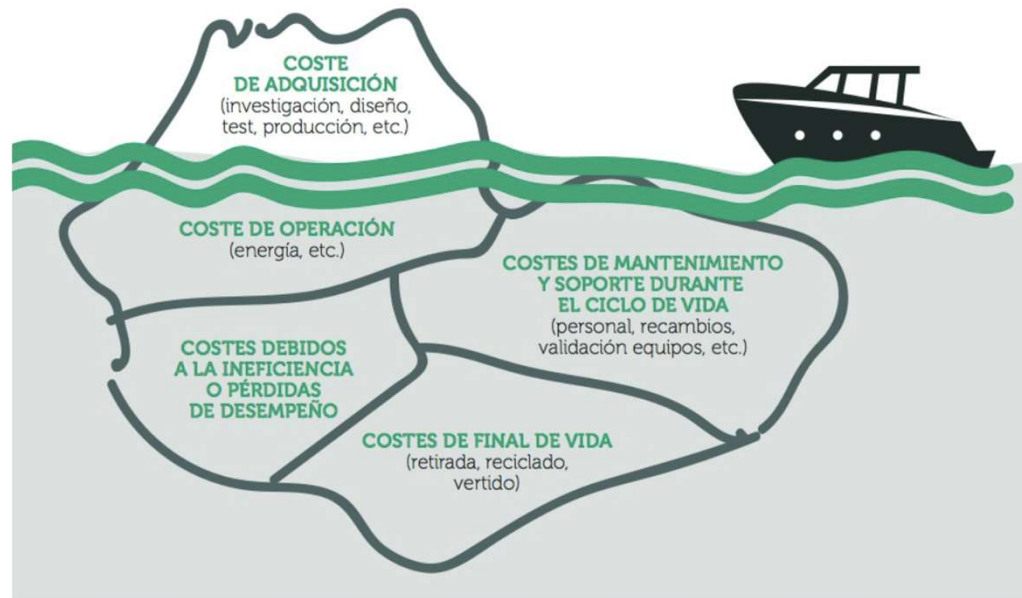 COSTE
DE ADQUISICIÓN
(investigación, diseño,
test, producción, etc.)
COSTE DE OPERACIÓN
(energía, etc.)
COSTES DE MANTENIMIENTO
Y SOPORTE DURANTE
EL CICLO DE VIDA
(personal, recambios,
validación equipos, etc.)
COSTES DEBIDOS
A LA INEFICIENCIA
O PÉRDIDAS
DE DESEMPEÑO
COSTES DE FINAL DE VIDA
(retirada, reciclado,
vertido)